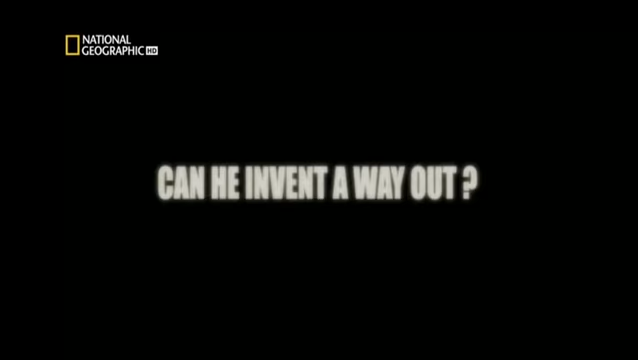 NATIONAL
GEOGRAPHIC HD
CAN HE INVENT A WAY OUT ?